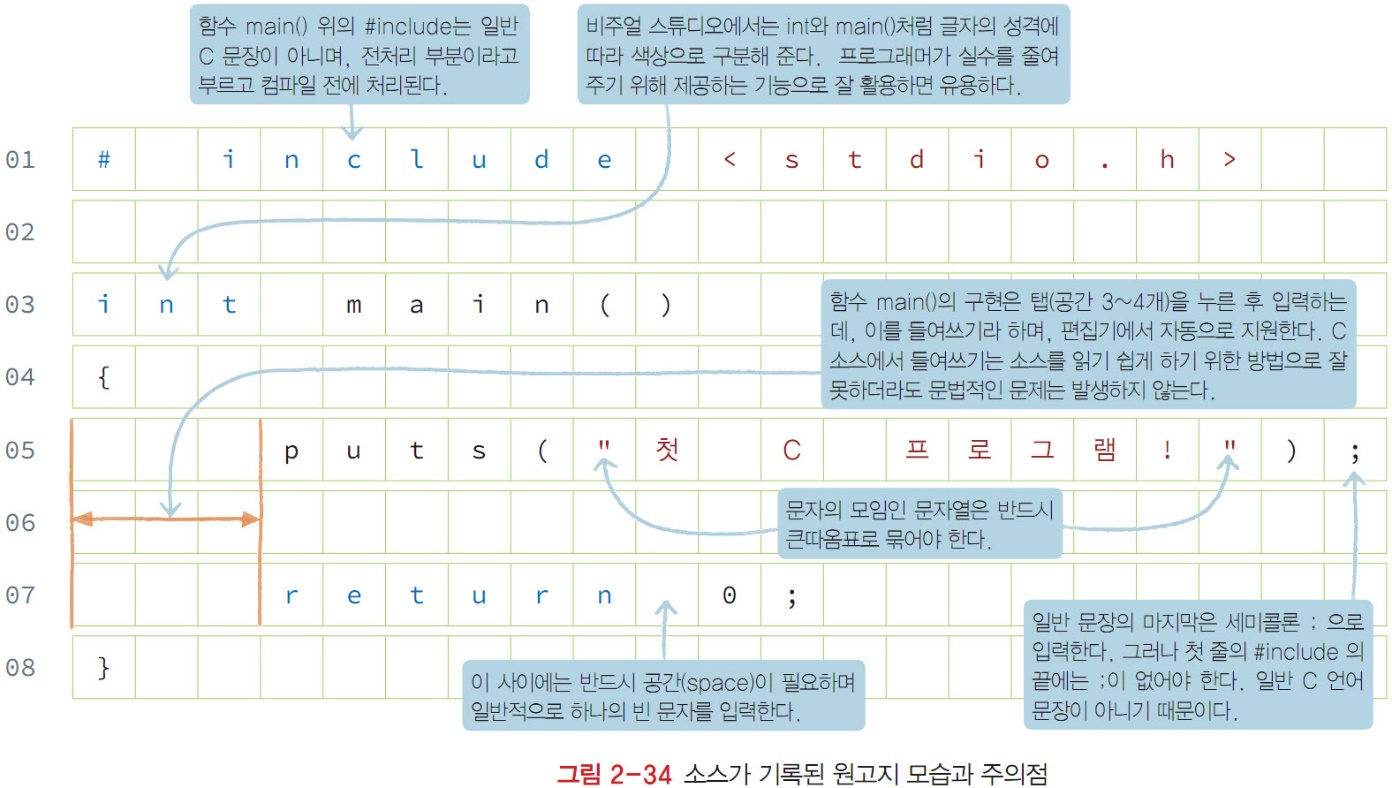 함수 main() 위의 #include는 일반
C 문장이 아니며, 전처리 부분이라고
부르고 컴파일 전에 처리된다.
비주얼 스튜디오에서는 int와 main()처럼 글자의 성격에
따라 색상으로 구분해 준다. 프로그래머가 실수를 줄여
주기 위해 제공하는 기능으로 잘 활용하면 유용하다.
01 # include <stdio.h>
02
03 int main()
함수 main()의 구현은 탭(공간 3~4개)을 누른 후 입력하는
데, 이를 들여쓰기라 하며, 편집기에서 자동으로 지원한다. C
소스에서 들여쓰기는 소스를 읽기 쉽게 하기 위한 방법으로 잘
못하더라도 문법적인 문제는 발생하지 않는다.
04 {
05 puts("첫 C 프로그램!");
06
문자의 모임인 문자열은 반드시
큰따옴표로 묶어야 한다.
07 return 0;
일반 문장의 마지막은 세미콜론 ; 으로
입력한다. 그러나 첫 줄의 #include 의
끝에는 ;이 없어야 한다. 일반 C 언어
문장이 아니기 때문이다.
08 }
이 사이에는 반드시 공간(space)이 필요하며
일반적으로 하나의 빈 문자를 입력한다.
그림 2-34 소스가 기록된 원고지 모습과 주의점